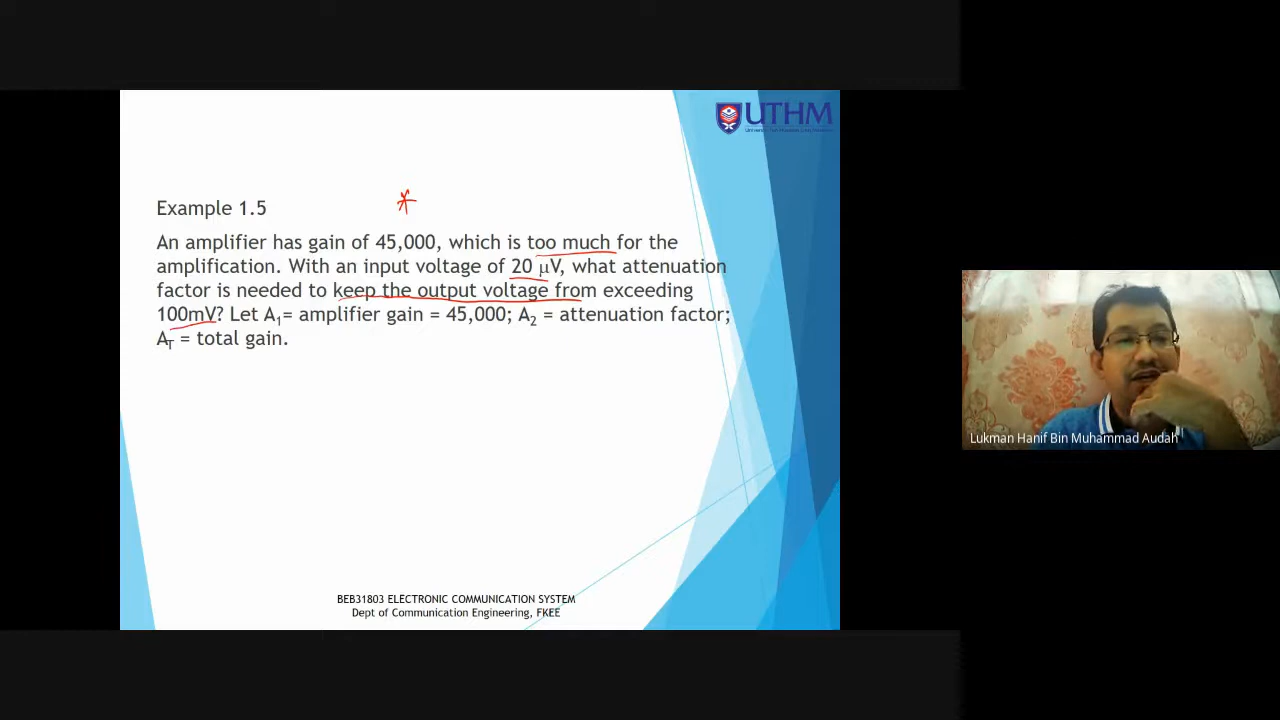 UTHM
Example 1.5
An amplifier has gain of 45,000, which is too much for the
amplification. With an input voltage of 20 μV, what attenuation
factor is needed to keep the output voltage from exceeding
100mV? Let A1= amplifier gain = 45,000; A2 = attenuation factor;
AT = total gain.
Lukman Hanif Bin Muhammad Audah
BEB31803 ELECTRONIC COMMUNICATION SYSTEM
Dept of Communication Engineering, FKEE